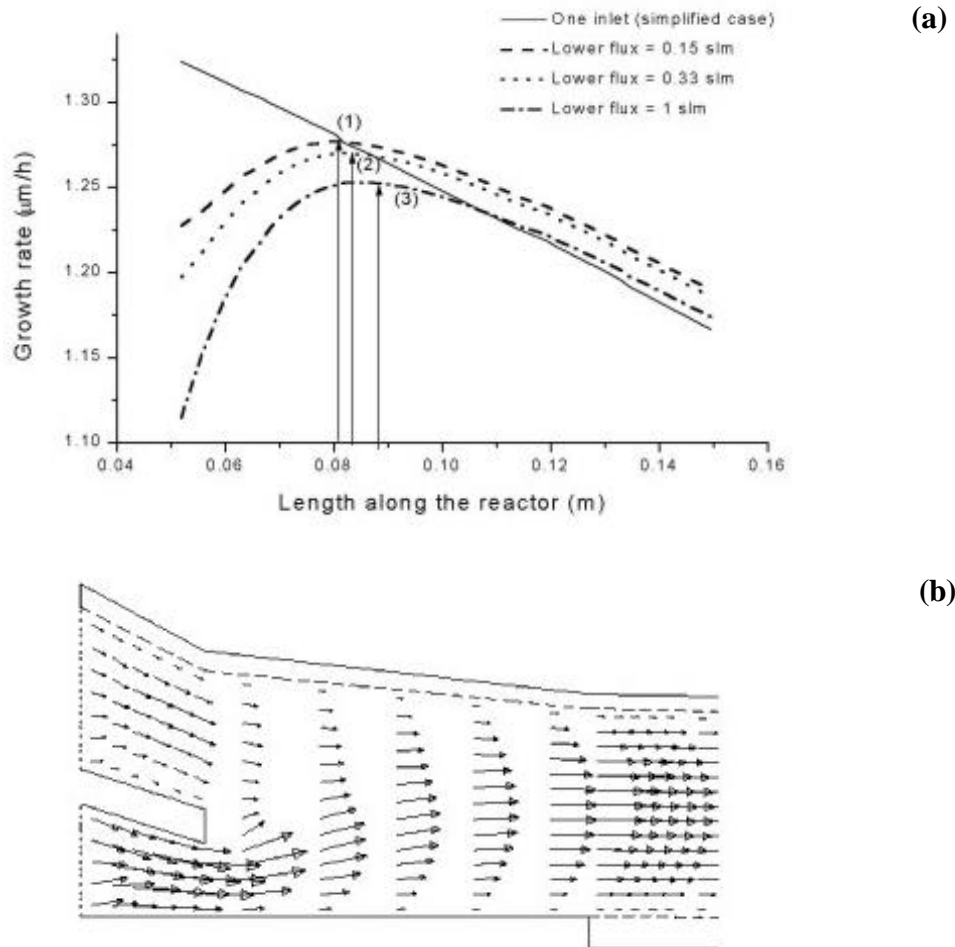 (a)
One inlet (simplified case)
Lower flux = 0.15 slm
Lower flux = 0.33 slm
Lower flux = 1 slm
Growth rate (μm/h)
1.30
1.25
1.20
1.15
1.10
(1)
(2)
(3)
0.04 0.06 0.08 0.10 0.12 0.14 0.16
Length along the reactor (m)
(b)